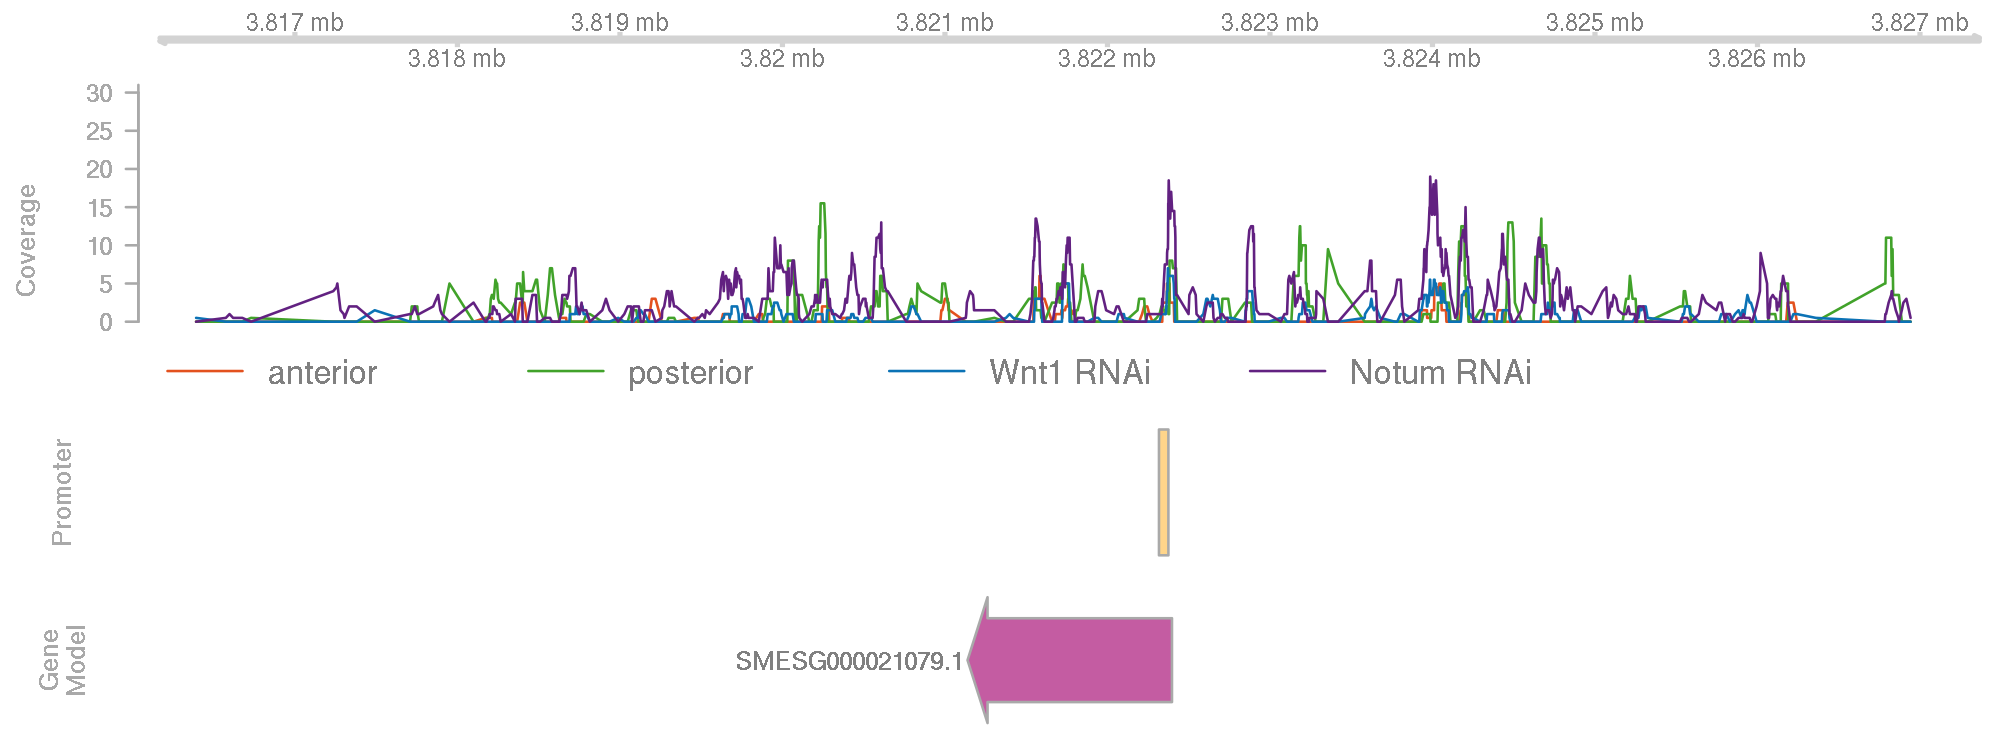 3.817 mb 3.819 mb 3.821 mb 3.823 mb 3.825 mb 3.827 mb
3.818 mb 3.82 mb 3.822 mb 3.824 mb 3.826 mb
30
25
20
15
10
5
0
Coverage
anterior posterior Wnt1 RNAi Notum RNAi
Promoter
Gene
Model
SMESG000021079.1